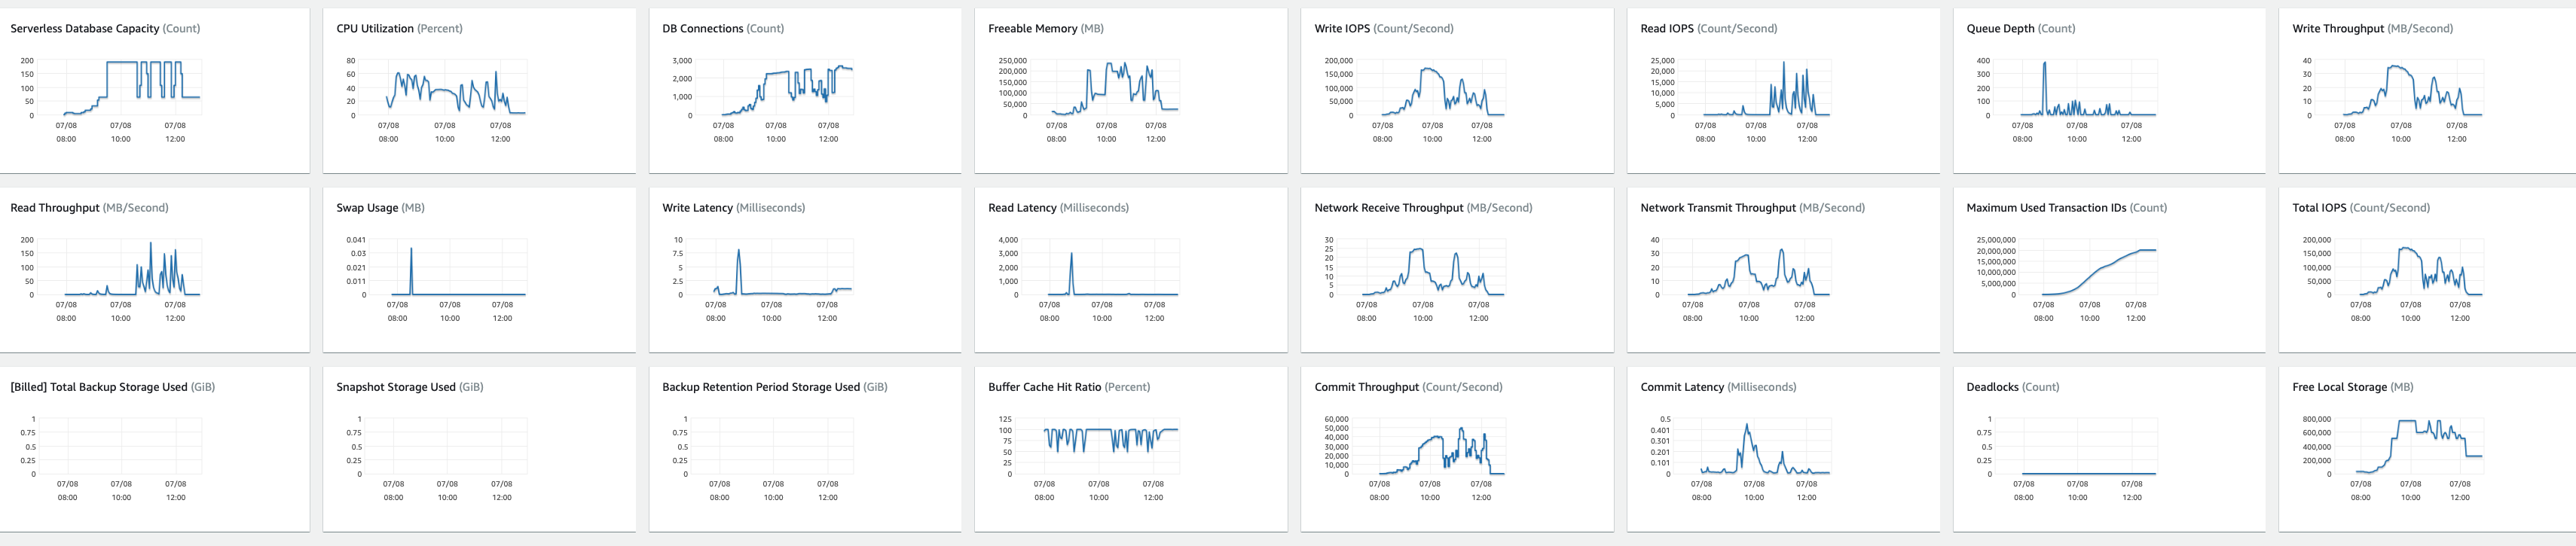 Serverless Database Capacity (Count)
200
150
100
50
0
07/08 07/08 07/08
08:00 10:00 12:00
CPU Utilization (Percent)
80
60
40
20
0
07/08 07/08 07/08
08:00 10:00 12:00
DB Connections (Count)
3,000
2,000
1,000
0
07/08 07/08 07/08
08:00 10:00 12:00
Freeable Memory (MB)
250,000
200,000
150,000
100,000
50,000
0
07/08 07/08 07/08
08:00 10:00 12:00
Write IOPS (Count/Second)
200,000
150,000
100,000
50,000
0
07/08 07/08 07/08
08:00 10:00 12:00
Read IOPS (Count/Second)
25,000
20,000
15,000
10,000
5,000
0
07/08 07/08 07/08
08:00 10:00 12:00
Queue Depth (Count)
400
300
200
100
0
07/08 07/08 07/08
08:00 10:00 12:00
Write Throughput (MB/Second)
40
30
20
10
0
07/08 07/08 07/08
08:00 10:00 12:00
Read Throughput (MB/Second)
200
150
100
50
0
07/08 07/08 07/08
08:00 10:00 12:00
Swap Usage (MB)
0.041
0.03
0.021
0.011
0
07/08 07/08 07/08
08:00 10:00 12:00
Write Latency (Milliseconds)
10
7.5
5
2.5
0
07/08 07/08 07/08
08:00 10:00 12:00
Read Latency (Milliseconds)
4,000
3,000
2,000
1,000
0
07/08 07/08 07/08
08:00 10:00 12:00
Network Receive Throughput (MB/Second)
30
25
20
15
10
5
0
07/08 07/08 07/08
08:00 10:00 12:00
Network Transmit Throughput (MB/Second)
40
30
20
10
0
07/08 07/08 07/08
08:00 10:00 12:00
Maximum Used Transaction IDs (Count)
25,000,000
20,000,000
15,000,000
10,000,000
5,000,000
0
07/08 07/08 07/08
08:00 10:00 12:00
Total IOPS (Count/Second)
200,000
150,000
100,000
50,000
0
07/08 07/08 07/08
08:00 10:00 12:00
[Billed] Total Backup Storage Used (GiB)
1
0.75
0.5
0.25
0
07/08 07/08 07/08
08:00 10:00 12:00
Snapshot Storage Used (GiB)
1
0.75
0.5
0.25
0
07/08 07/08 07/08
08:00 10:00 12:00
Backup Retention Period Storage Used (GiB)
1
0.75
0.5
0.25
0
07/08 07/08 07/08
08:00 10:00 12:00
Buffer Cache Hit Ratio (Percent)
125
100
75
50
25
0
07/08 07/08 07/08
08:00 10:00 12:00
Commit Throughput (Count/Second)
60,000
50,000
40,000
30,000
20,000
10,000
0
07/08 07/08 07/08
08:00 10:00 12:00
Commit Latency (Milliseconds)
0.5
0.401
0.301
0.201
0.101
0
07/08 07/08 07/08
08:00 10:00 12:00
Deadlocks (Count)
1
0.75
0.5
0.25
0
07/08 07/08 07/08
08:00 10:00 12:00
Free Local Storage (MB)
800,000
600,000
400,000
200,000
0
07/08 07/08 07/08
08:00 10:00 12:00